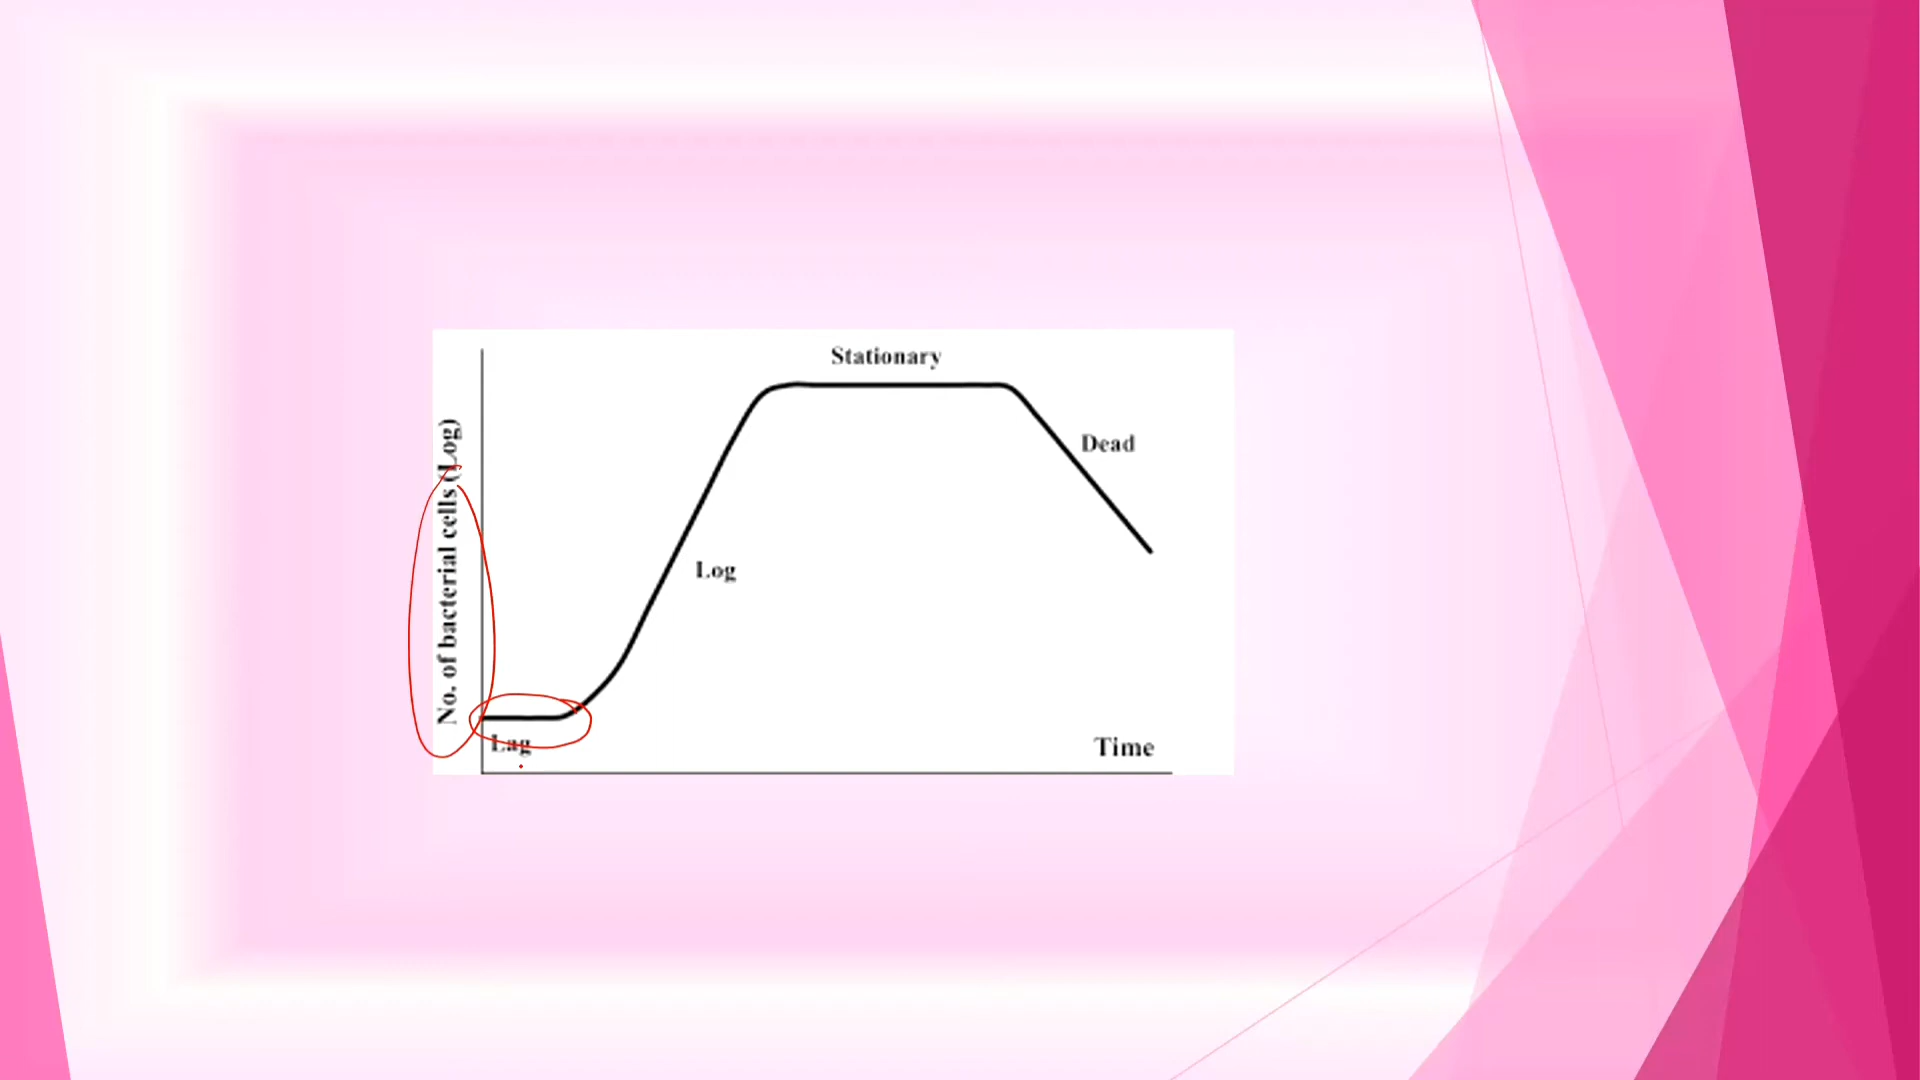 Stationary
Dead
No. of bacterial cells (Log)
Log
Lag
Time